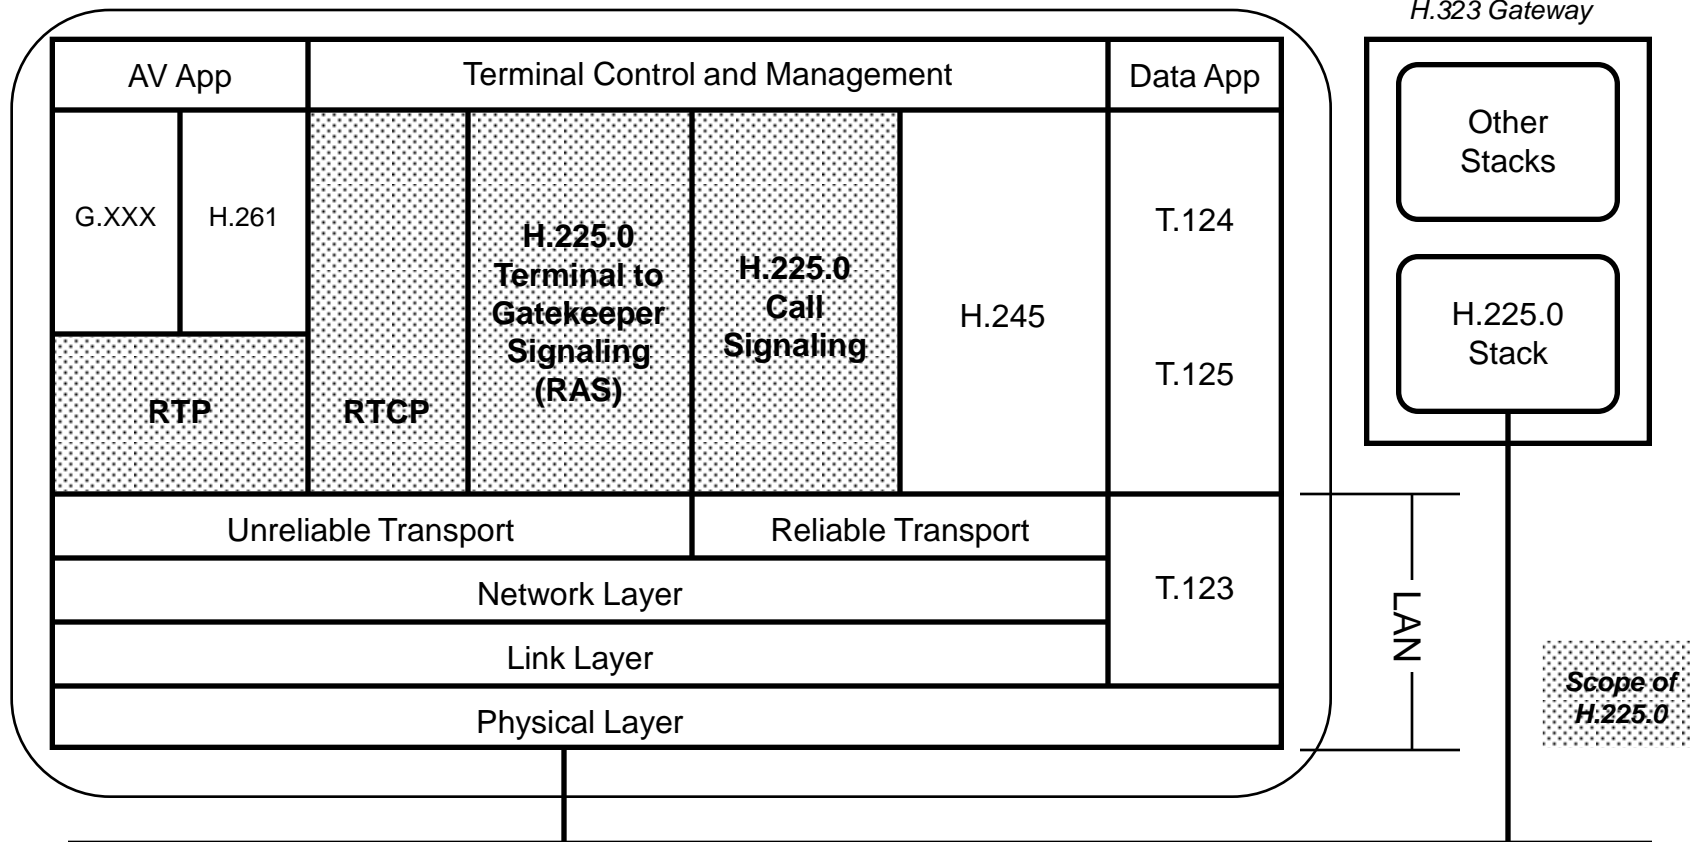 H.323 Gateway
AV App
Terminal Control and Management
Data App
Other
Stacks
G.XXX
H.261
H.225.0
Terminal to
Gatekeeper
Signaling
(RAS)
H.225.0
Call
Signaling
H.245
T.124
T.125
H.225.0
Stack
RTP
RTCP
Unreliable Transport
Reliable Transport
T.123
Network Layer
Link Layer
Physical Layer
LAN
Scope of
H.225.0